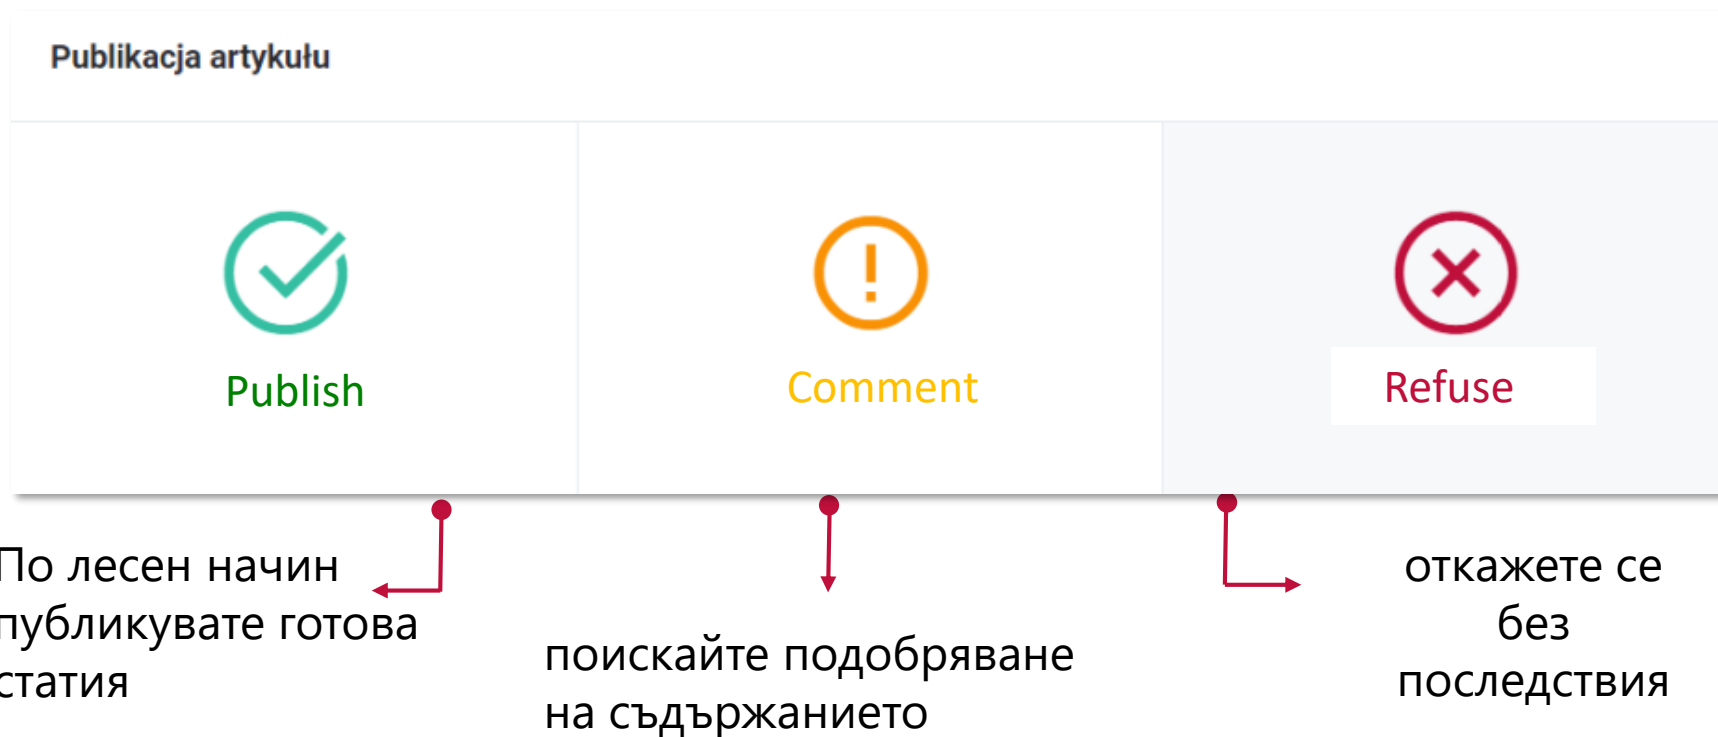 Publikacja artykułu
Publish
Comment
Refuse
По лесен начин
публикувате готова
статия
поискайте подобряване
на съдържанието
откажете се
без
последствия